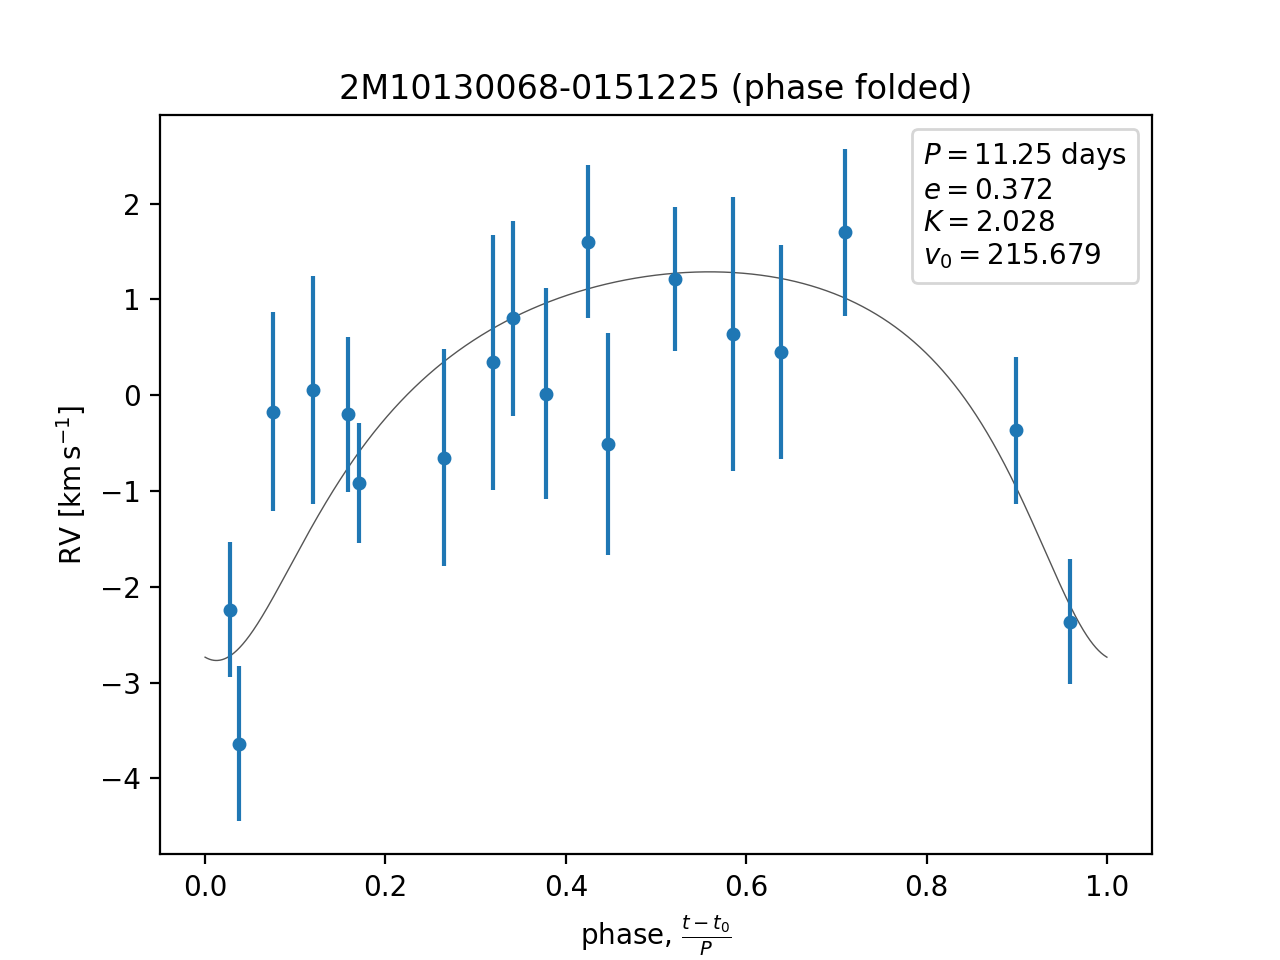 2M10130068-0151225 (phase folded)
P = 11.25 days
e = 0.372
K = 2.028
v₀ = 215.679
RV [km s⁻¹]
2
1
0
−1
−2
−3
−4
0.0 0.2 0.4 0.6 0.8 1.0
phase, (t − t₀)/P